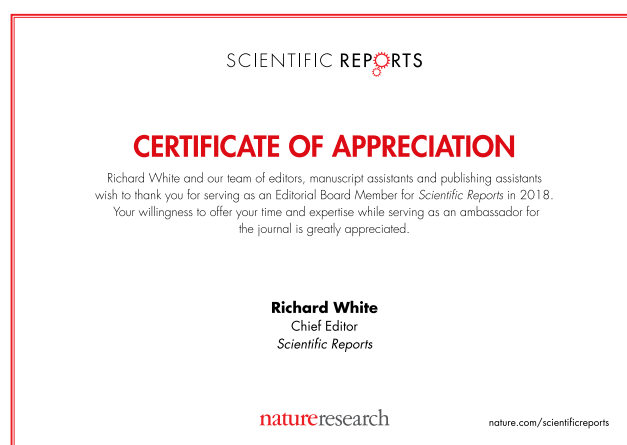 SCIENTIFIC REPORTS
CERTIFICATE OF APPRECIATION
Richard White and our team of editors, manuscript assistants and publishing assistants
wish to thank you for serving as an Editorial Board Member for Scientific Reports in 2018.
Your willingness to offer your time and expertise while serving as an ambassador for
the journal is greatly appreciated.
Richard White
Chief Editor
Scientific Reports
natureresearch
nature.com/scientificreports